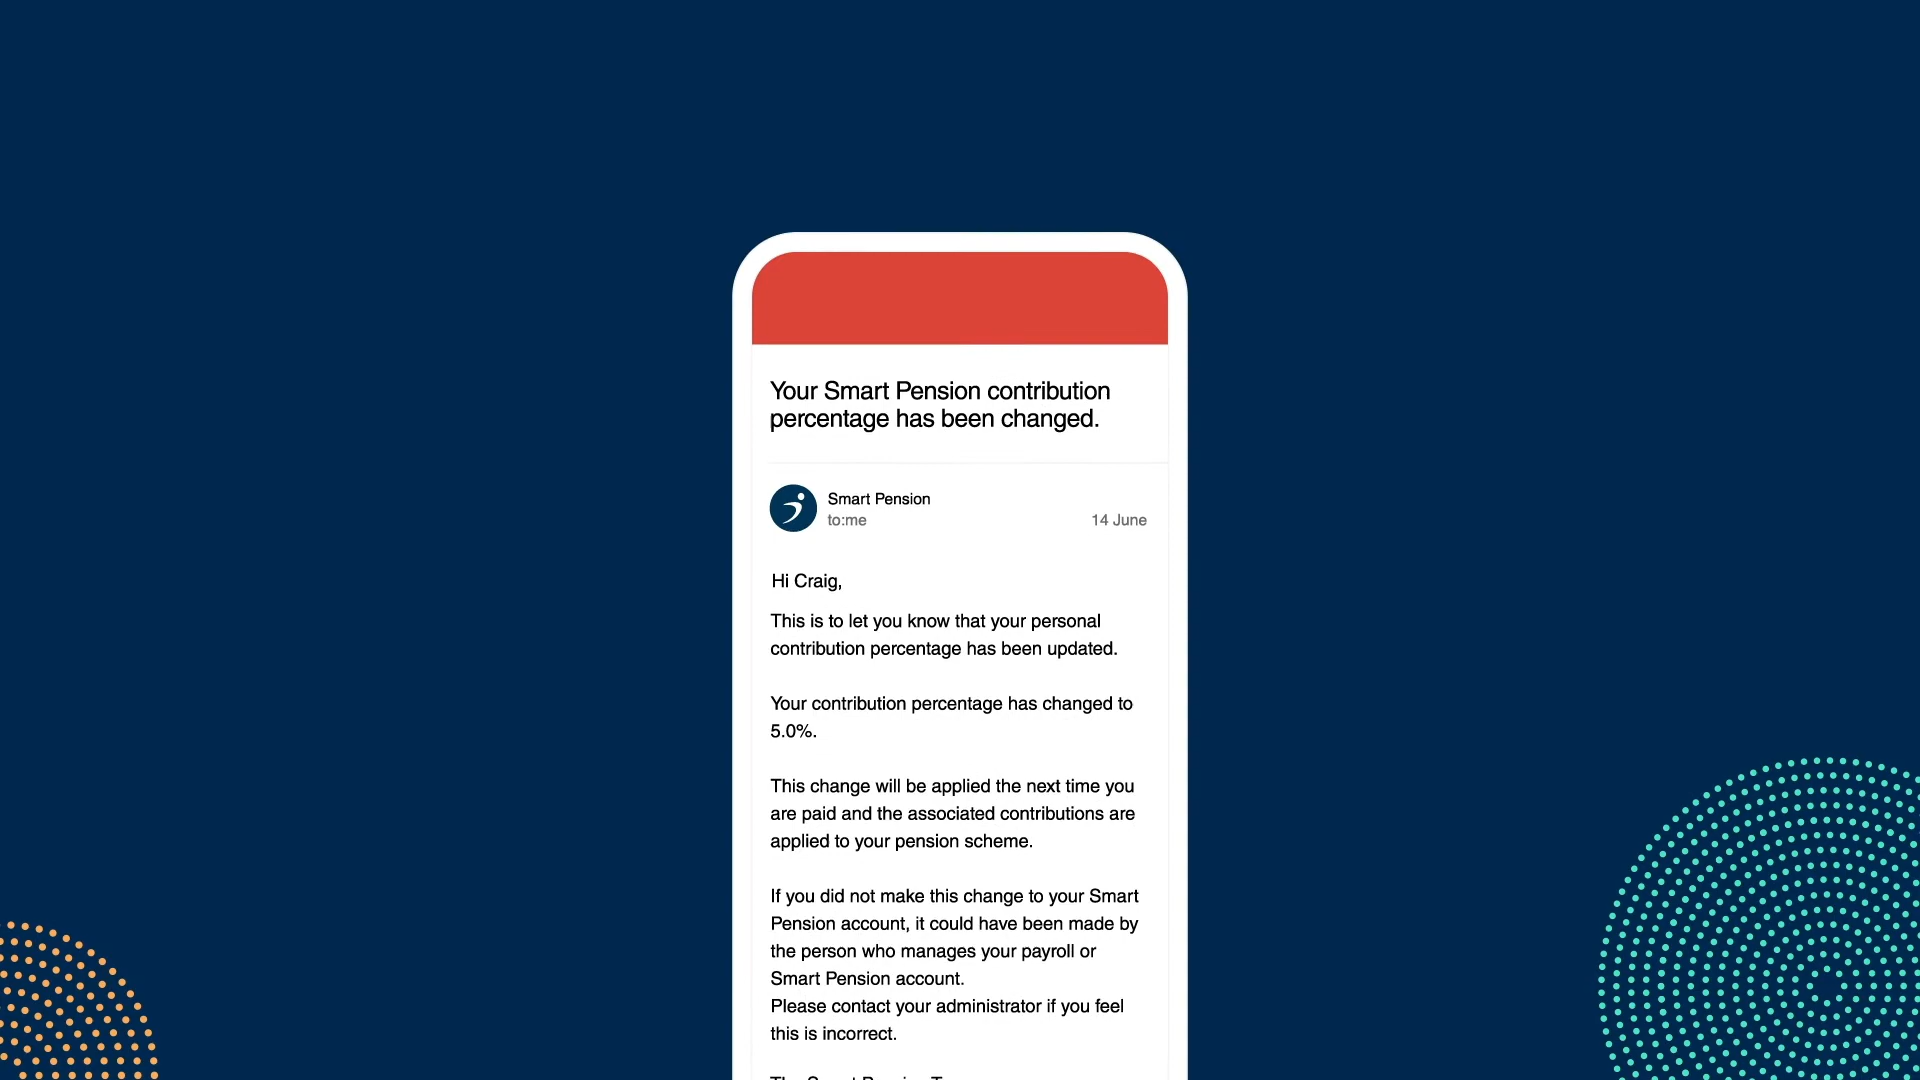 Your Smart Pension contribution
percentage has been changed.
Smart Pension
to:me
14 June
Hi Craig,
This is to let you know that your personal
contribution percentage has been updated.
Your contribution percentage has changed to
5.0%.
This change will be applied the next time you
are paid and the associated contributions are
applied to your pension scheme.
If you did not make this change to your Smart
Pension account, it could have been made by
the person who manages your payroll or
Smart Pension account.
Please contact your administrator if you feel
this is incorrect.
The Smart Pension